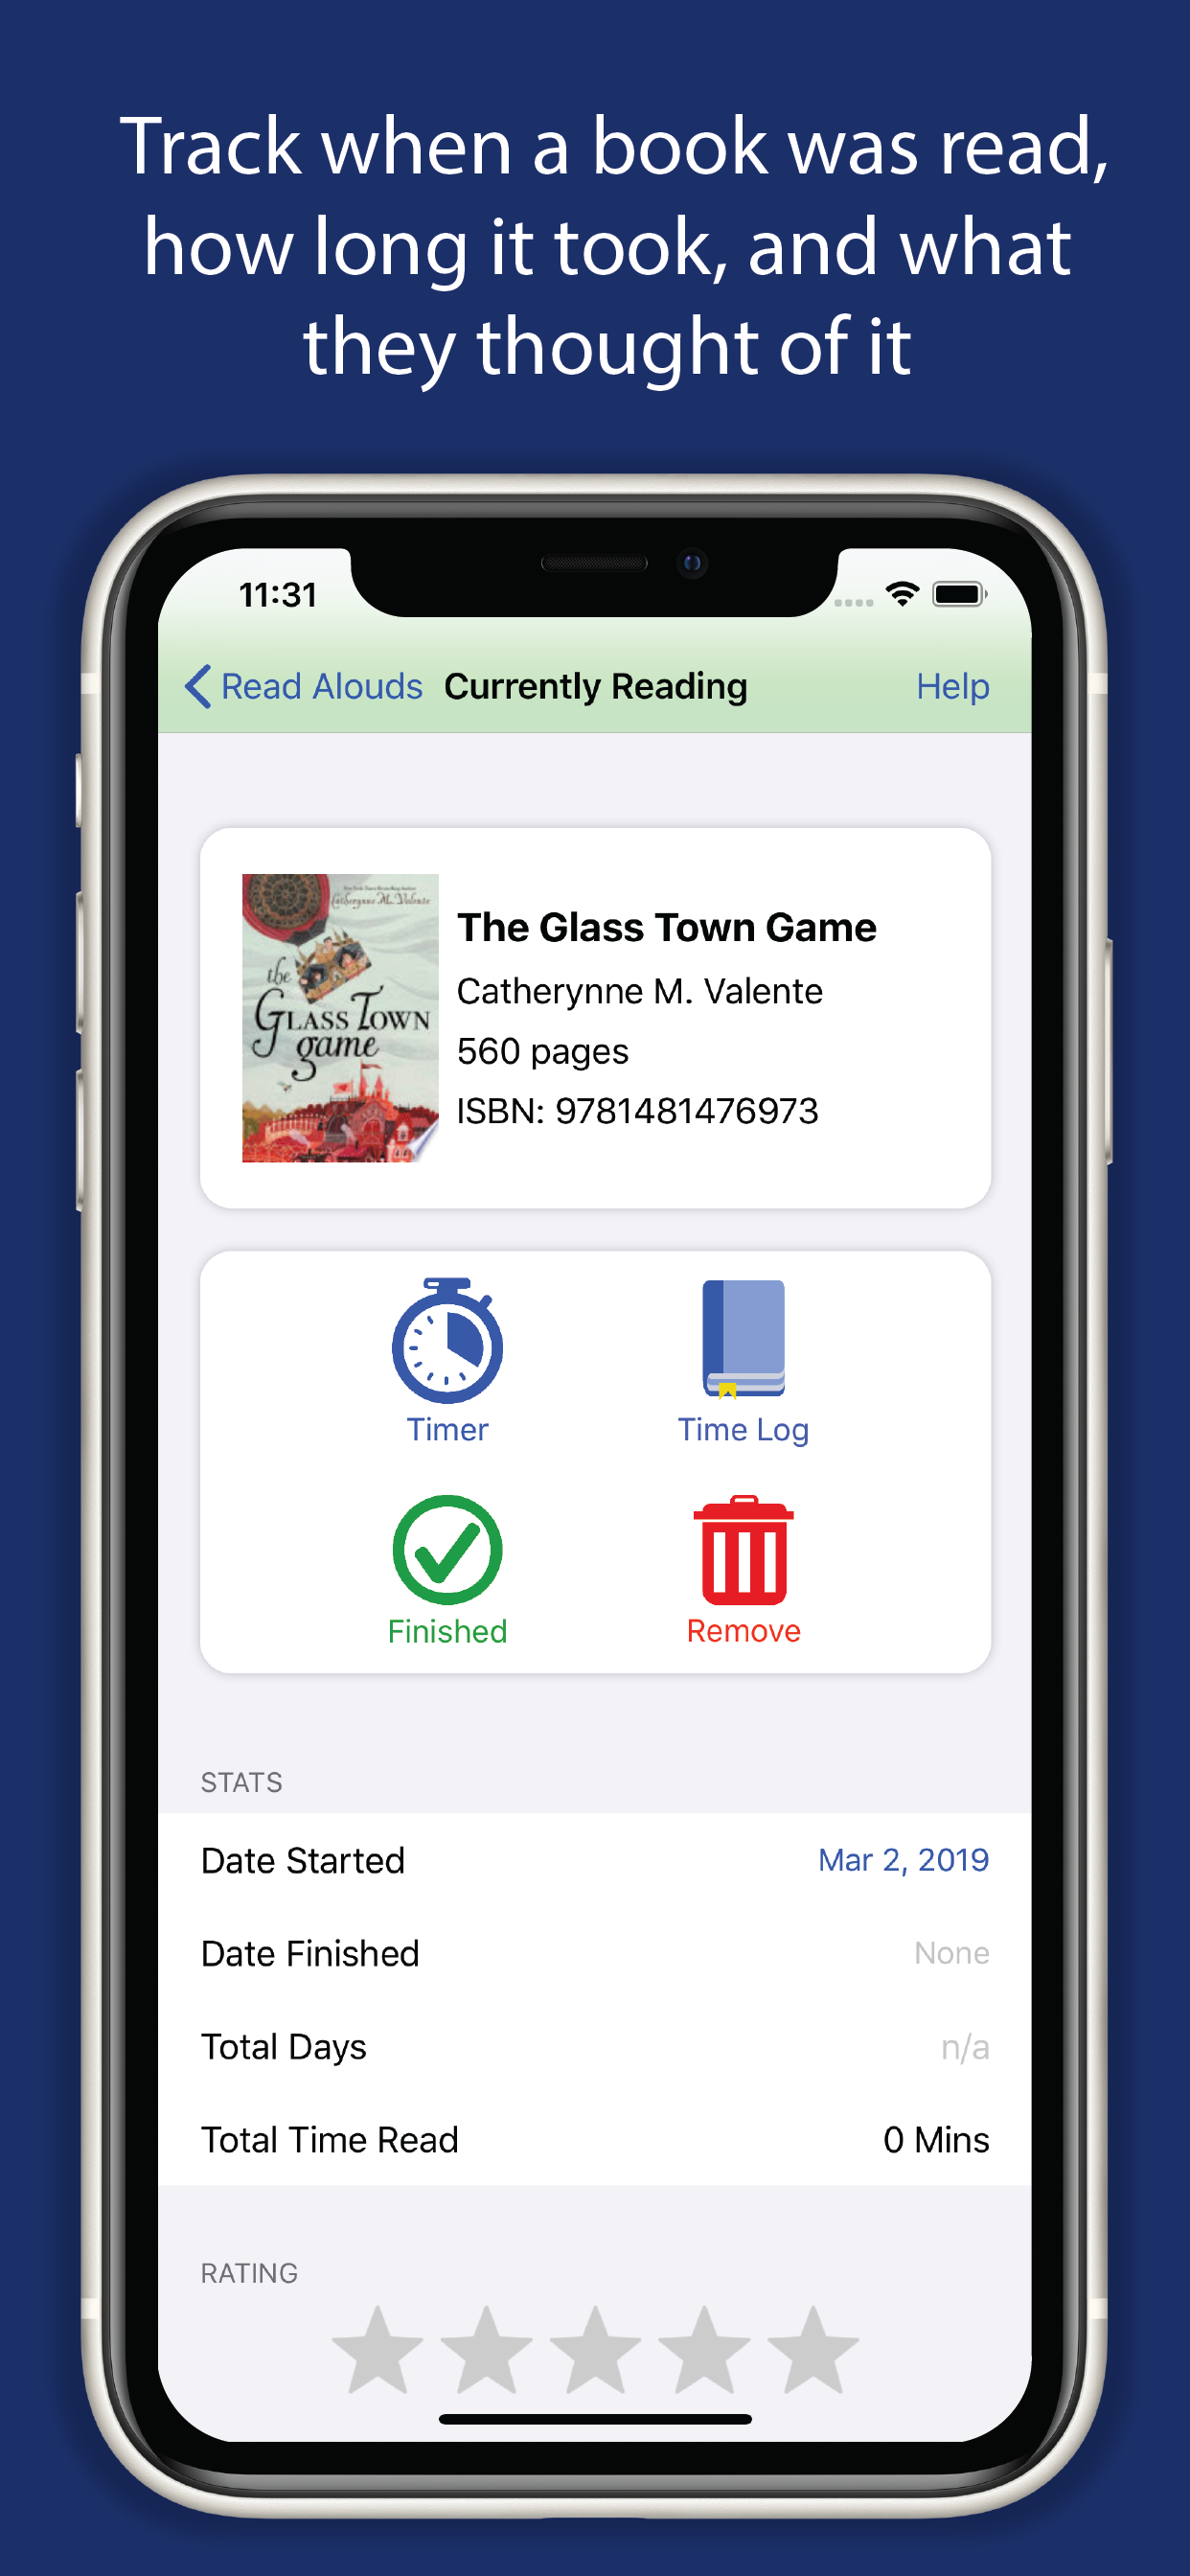 Track when a book was read,
how long it took, and what
they thought of it
11:31
Read Alouds Currently Reading Help
Catherynne M. Valente
the
GLASS TOWN
game
The Glass Town Game
Catherynne M. Valente
560 pages
ISBN: 9781481476973
Timer Time Log
Finished Remove
STATS
Date Started Mar 2, 2019
Date Finished None
Total Days n/a
Total Time Read 0 Mins
RATING